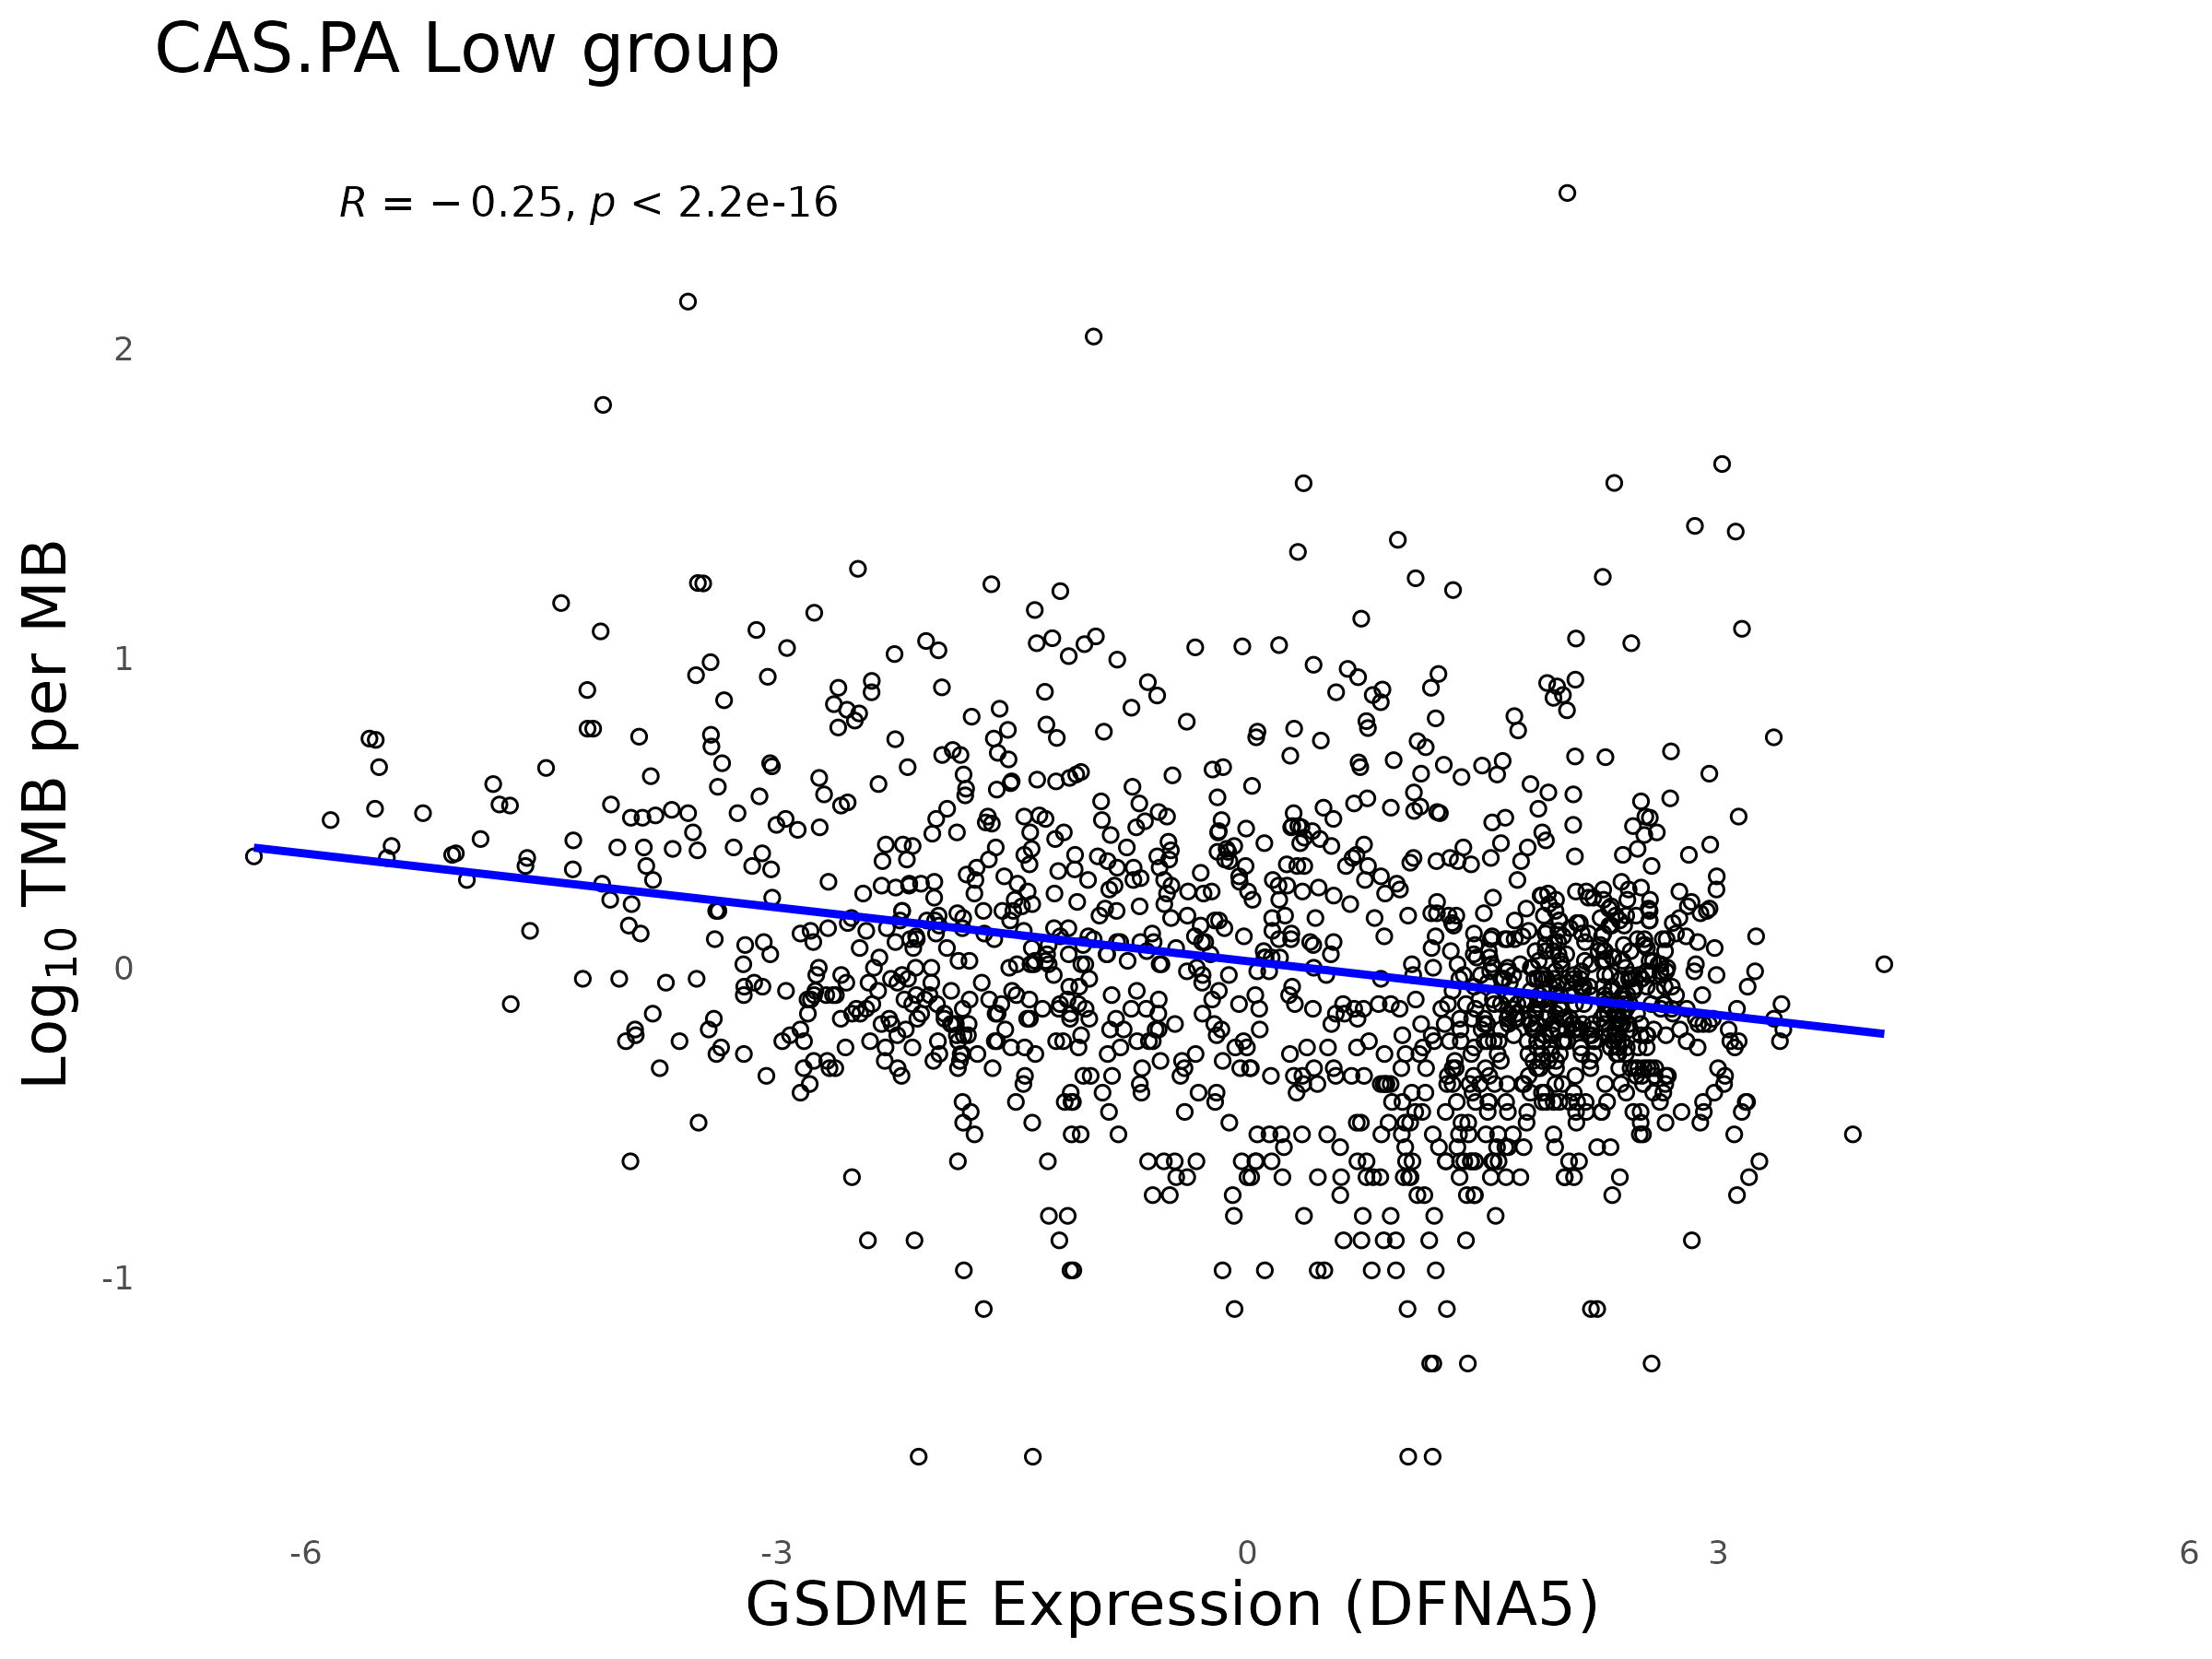 CAS.PA Low group
R = − 0.25, p < 2.2e-16
Log10 TMB per MB
2
1
0
-1
-6 -3 0 3 6
GSDME Expression (DFNA5)